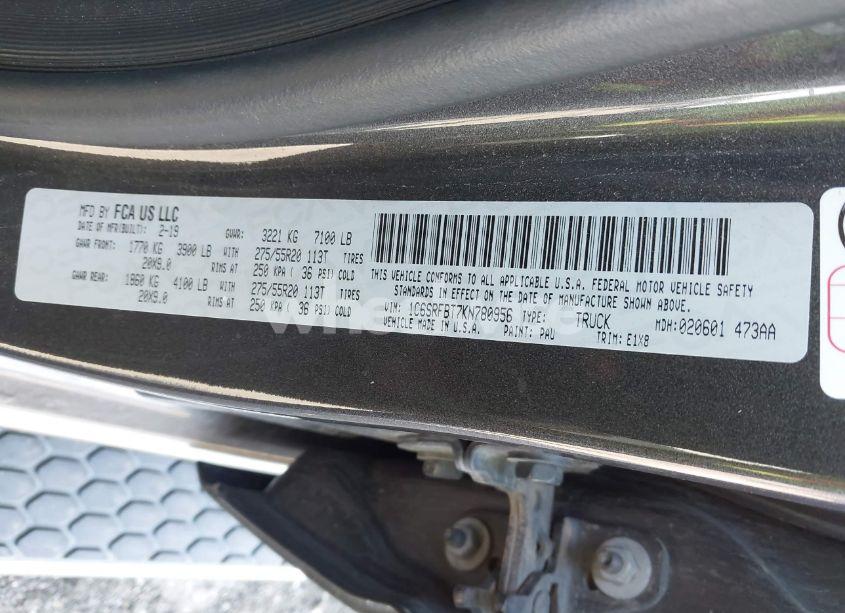 MFD BY FCA US LLC
DATE OF MFR(BUILT): 2-19 GVWR: 3221 KG 7100 LB
GAWR FRONT: 1770 KG 3900 LB WITH 275/55R20 113T TIRES
20X9.0 RIMS AT 250 KPA ( 36 PSI) COLD
GAWR REAR: 1860 KG 4100 LB WITH 275/55R20 113T TIRES
20X9.0 RIMS AT 250 KPA ( 36 PSI) COLD
THIS VEHICLE CONFORMS TO ALL APPLICABLE U.S.A. FEDERAL MOTOR VEHICLE SAFETY
STANDARDS IN EFFECT ON THE DATE OF MANUFACTURE SHOWN ABOVE.
VIN: 1C6SRFBT7KN780956 TYPE: TRUCK MDH:020601 473AA
VEHICLE MADE IN U.S.A. PAINT: PAU TRIM: E1X8